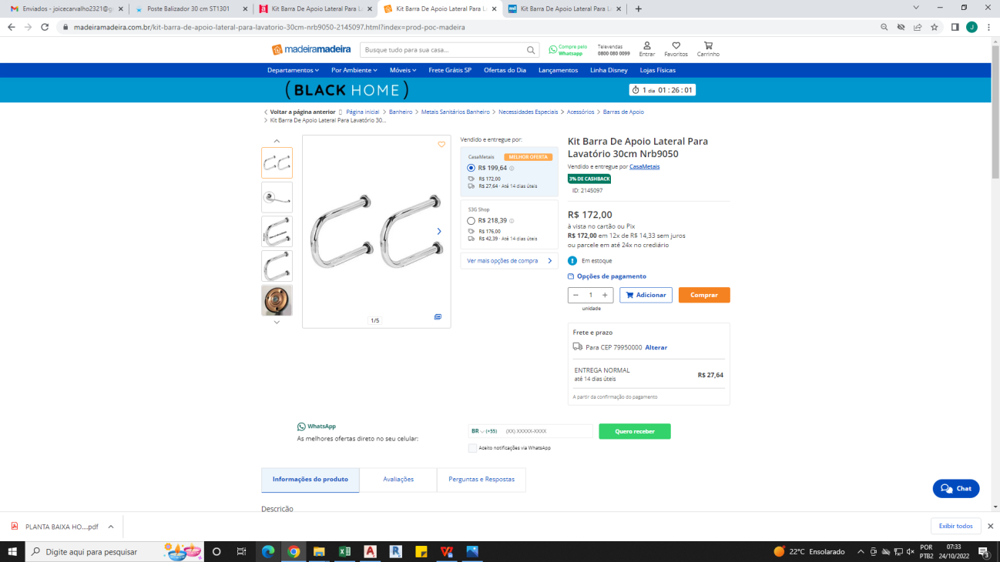 Enviados - joicecarvalho2321@g
Poste Balizador 30 cm ST1301
Kit Barra De Apoio Lateral Para La
Kit Barra De Apoio Lateral Para L
Kit Barra De Apoio Lateral Para L
madeiramadeira.com.br/kit-barra-de-apoio-lateral-para-lavatorio-30cm-nrb9050-2145097.html?index=prod-poc-madeira
J
madeiramadeira
Busque tudo para sua casa...
Compre pelo
Whatsapp
Televendas
0800 080 0099
Entrar
Favoritos
Carrinho
Departamentos
Por Ambiente
Móveis
Frete Grátis SP
Ofertas do Dia
Lançamentos
Linha Disney
Lojas Físicas
(BLACK HOME)
1 dia 01 : 26 : 01
Voltar a página anterior
Página inicial > Banheiro > Metais Sanitários Banheiro > Necessidades Especiais > Acessórios > Barras de Apoio
> Kit Barra De Apoio Lateral Para Lavatório 30...
1/5
Vendido e entregue por:
CasaMetais
MELHOR OFERTA
R$ 199,64
R$ 172,00
R$ 27,64 - Até 14 dias úteis
S3G Shop
R$ 218,39
R$ 176,00
R$ 42,39 - Até 14 dias úteis
Ver mais opções de compra
Kit Barra De Apoio Lateral Para
Lavatório 30cm Nrb9050
Vendido e entregue por CasaMetais
3% DE CASHBACK
ID: 2145097
R$ 172,00
à vista no cartão ou Pix
R$ 172,00 em 12x de R$ 14,33 sem juros
ou parcele em até 24x no crediário
Em estoque
Opções de pagamento
− 1 +
unidade
Adicionar
Comprar
Frete e prazo
Para CEP 79950000 Alterar
ENTREGA NORMAL
até 14 dias úteis
R$ 27,64
A partir da confirmação do pagamento
WhatsApp
As melhores ofertas direto no seu celular:
BR (+55)
(XX) XXXXX-XXXX
Quero receber
Aceito notificações via WhatsApp
Informações do produto
Avaliações
Perguntas e Respostas
Chat
Descrição
PLANTA BAIXA HO....pdf
Exibir todos
Digite aqui para pesquisar
22°C Ensolarado
POR
PTB2
07:33
24/10/2022
3